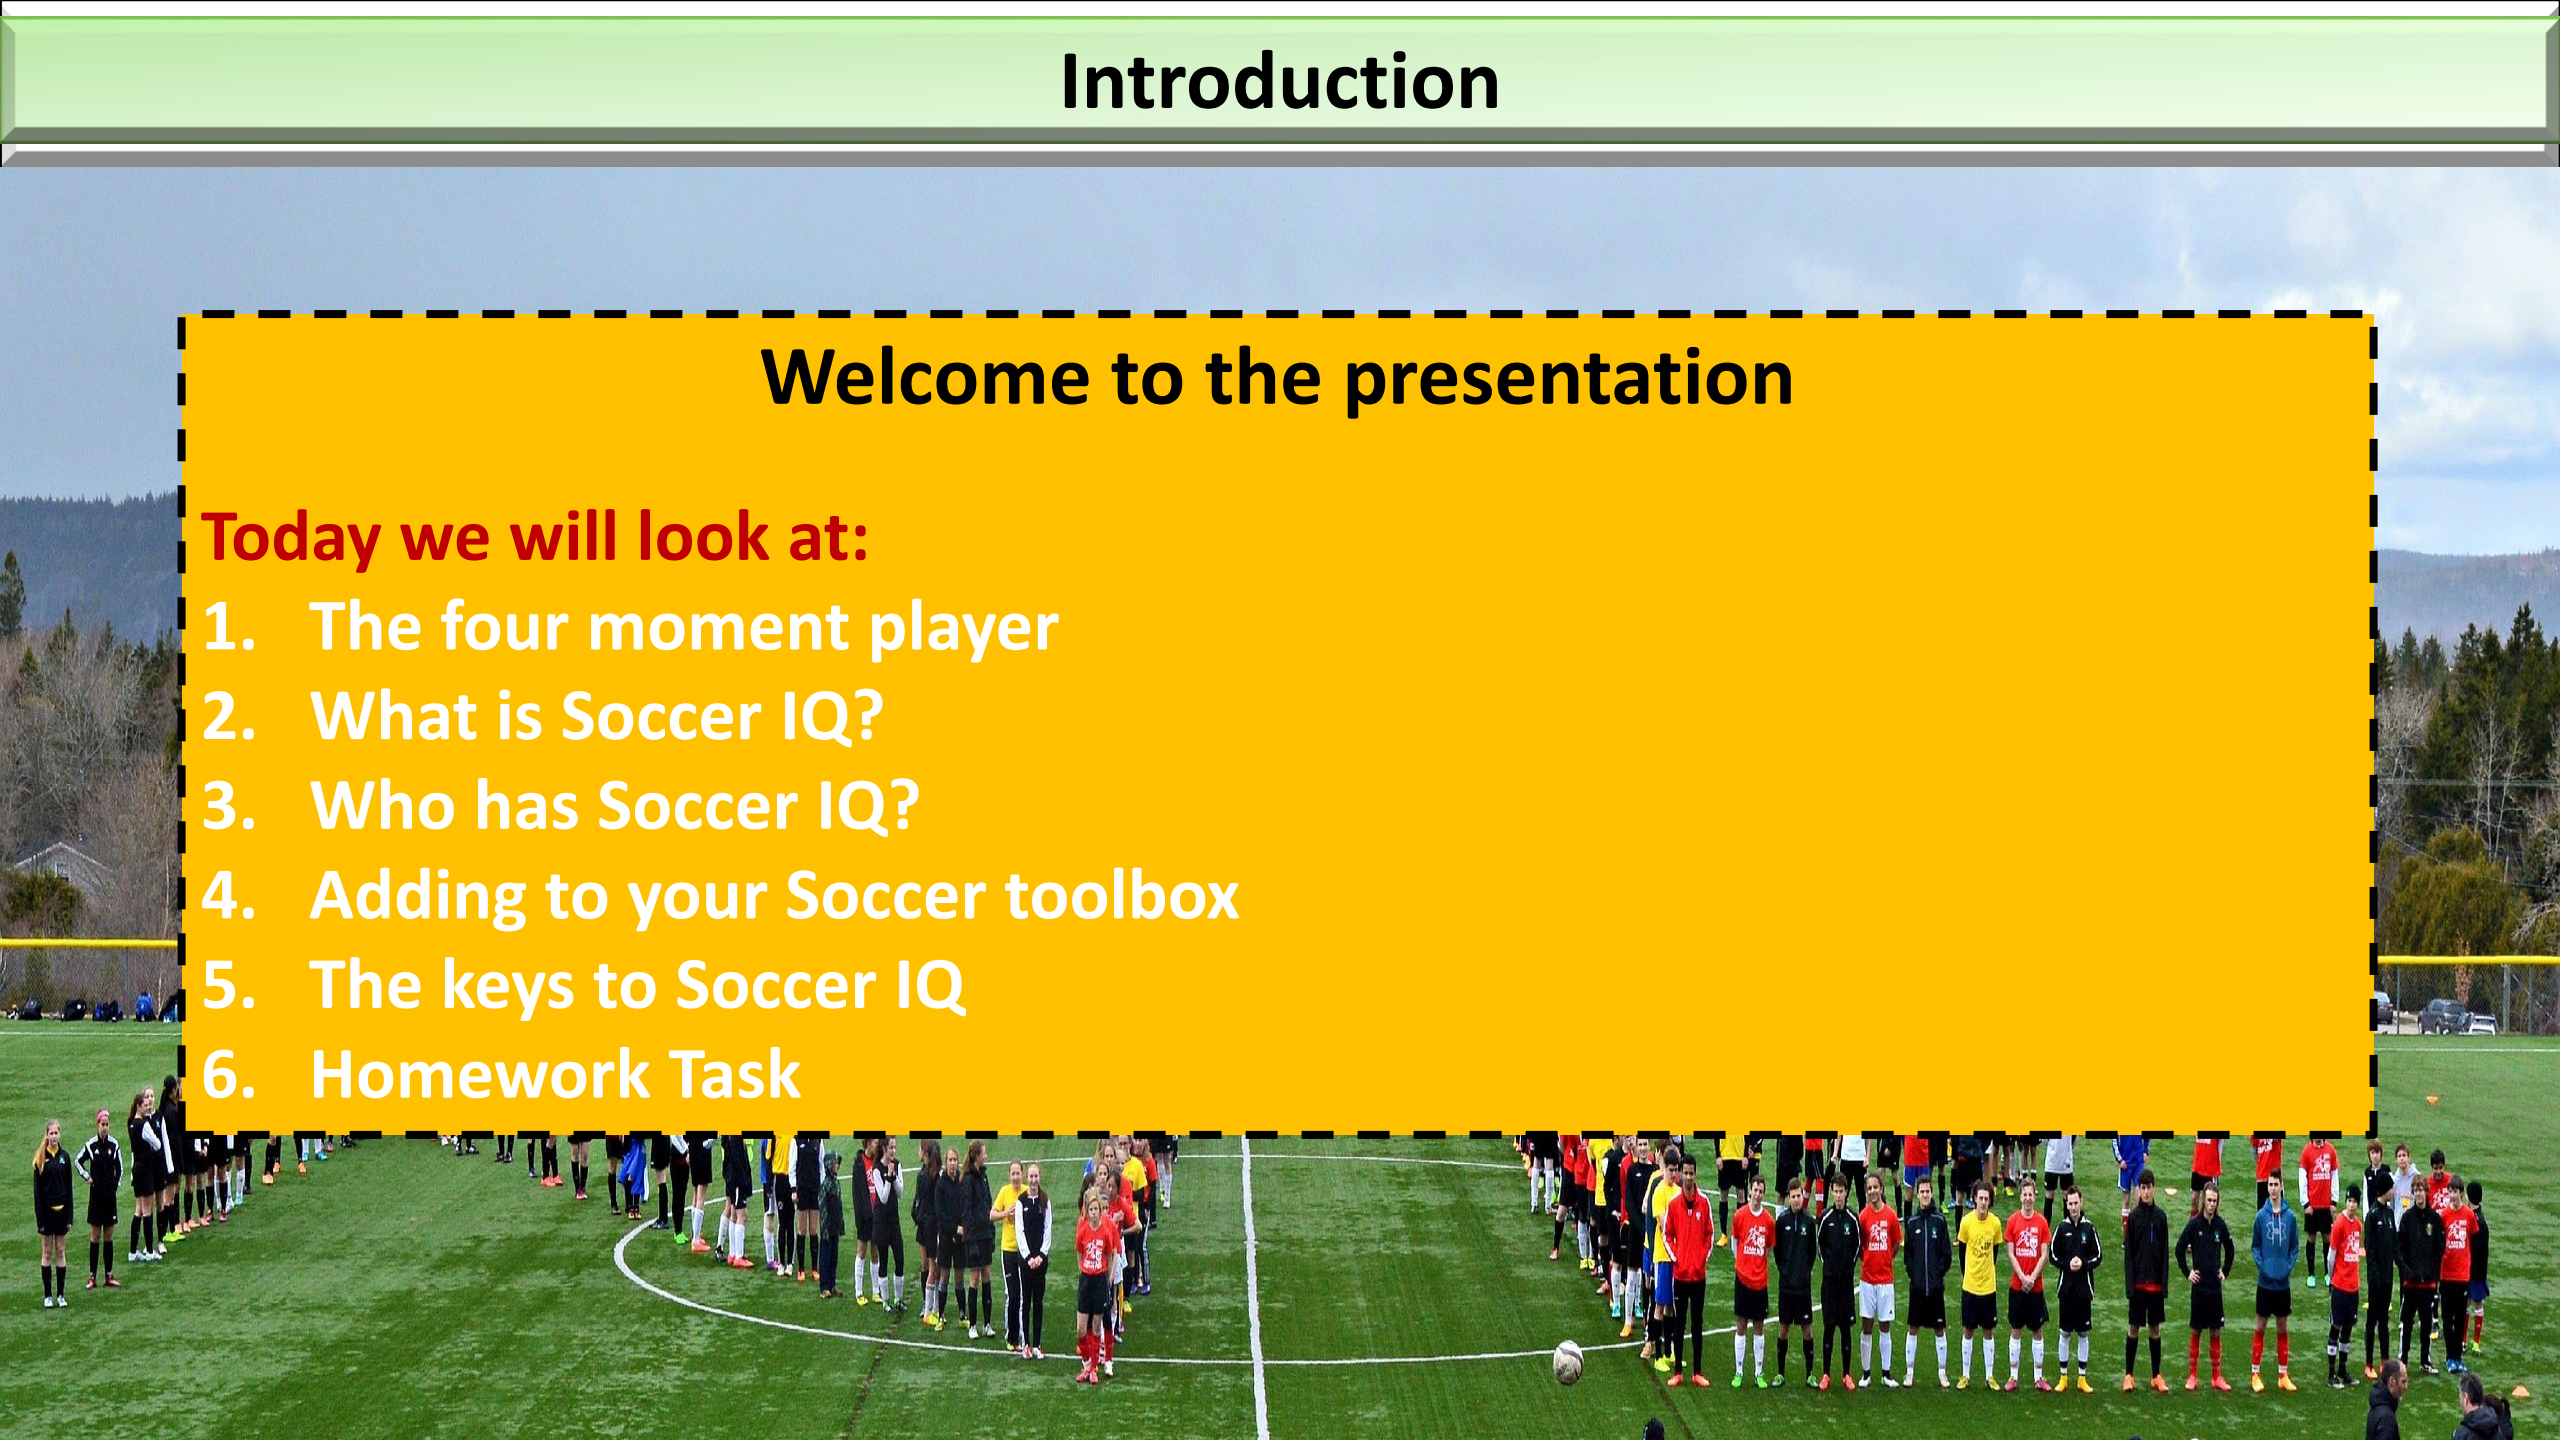 Introduction
Welcome to the presentation
Today we will look at:
1. The four moment player
2. What is Soccer IQ?
3. Who has Soccer IQ?
4. Adding to your Soccer toolbox
5. The keys to Soccer IQ
6. Homework Task